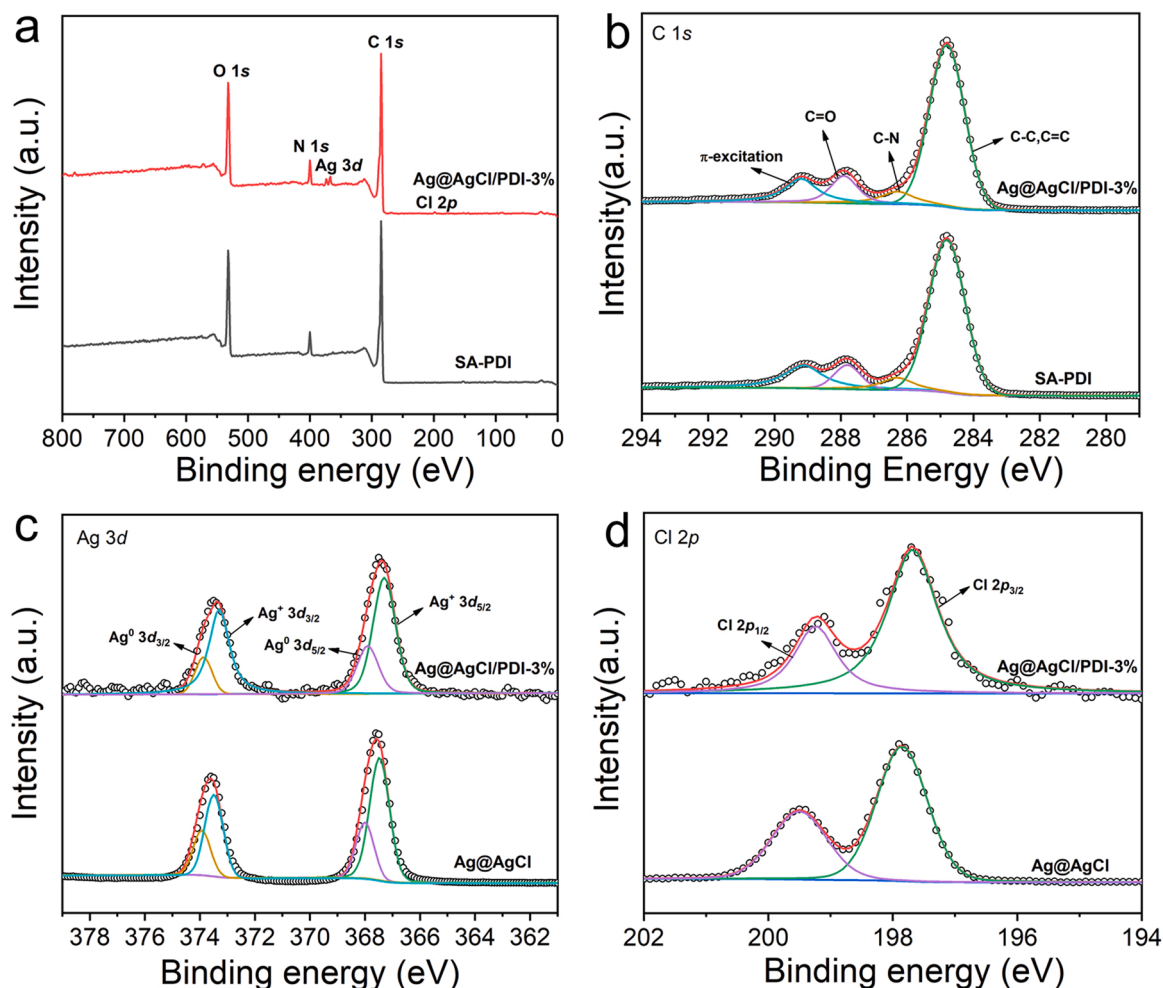 a
C 1s
O 1s
N 1s
Ag 3d
Ag@AgCl/PDI-3%
Cl 2p
SA-PDI
Intensity (a.u.)
800 700 600 500 400 300 200 100 0
Binding energy (eV)
b
C 1s
C=O
C-N
C-C,C=C
π-excitation
Ag@AgCl/PDI-3%
SA-PDI
Intensity(a.u.)
294 292 290 288 286 284 282 280
Binding Energy (eV)
c
Ag 3d
Ag⁺ 3d₃/₂
Ag⁺ 3d₅/₂
Ag⁰ 3d₃/₂
Ag⁰ 3d₅/₂
Ag@AgCl/PDI-3%
Ag@AgCl
Intensity (a.u.)
378 376 374 372 370 368 366 364 362
Binding energy (eV)
d
Cl 2p
Cl 2p₃/₂
Cl 2p₁/₂
Ag@AgCl/PDI-3%
Ag@AgCl
Intensity (a.u.)
202 200 198 196 194
Binding energy (eV)